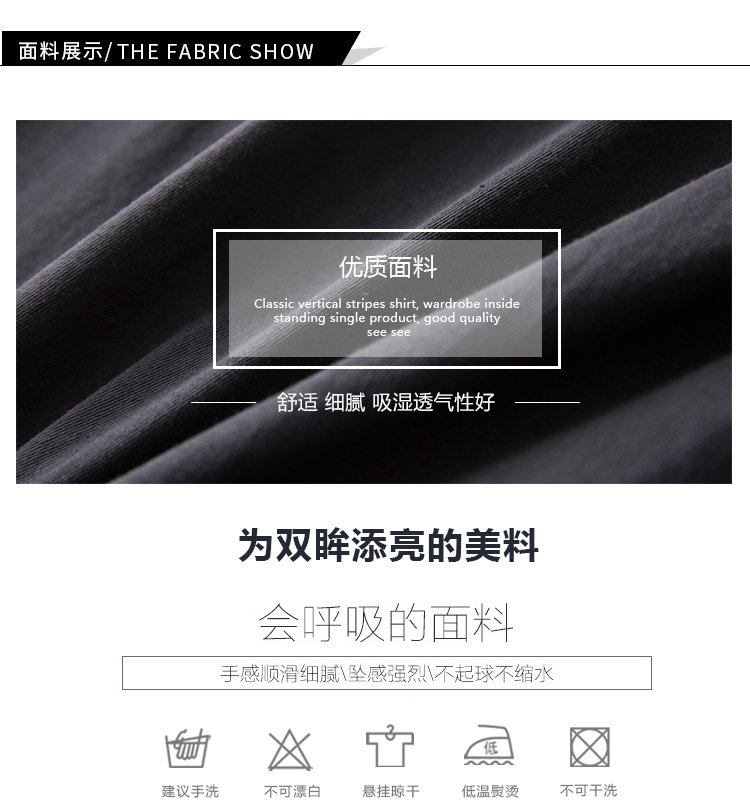 面料展示/THE FABRIC SHOW
优质面料
Classic vertical stripes shirt, wardrobe inside
standing single product, good quality
see see
舒适 细腻 吸湿透气性好
为双眸添亮的美料
会呼吸的面料
手感顺滑细腻\坠感强烈\不起球不缩水
低
建议手洗 不可漂白 悬挂晾干 低温熨烫 不可干洗